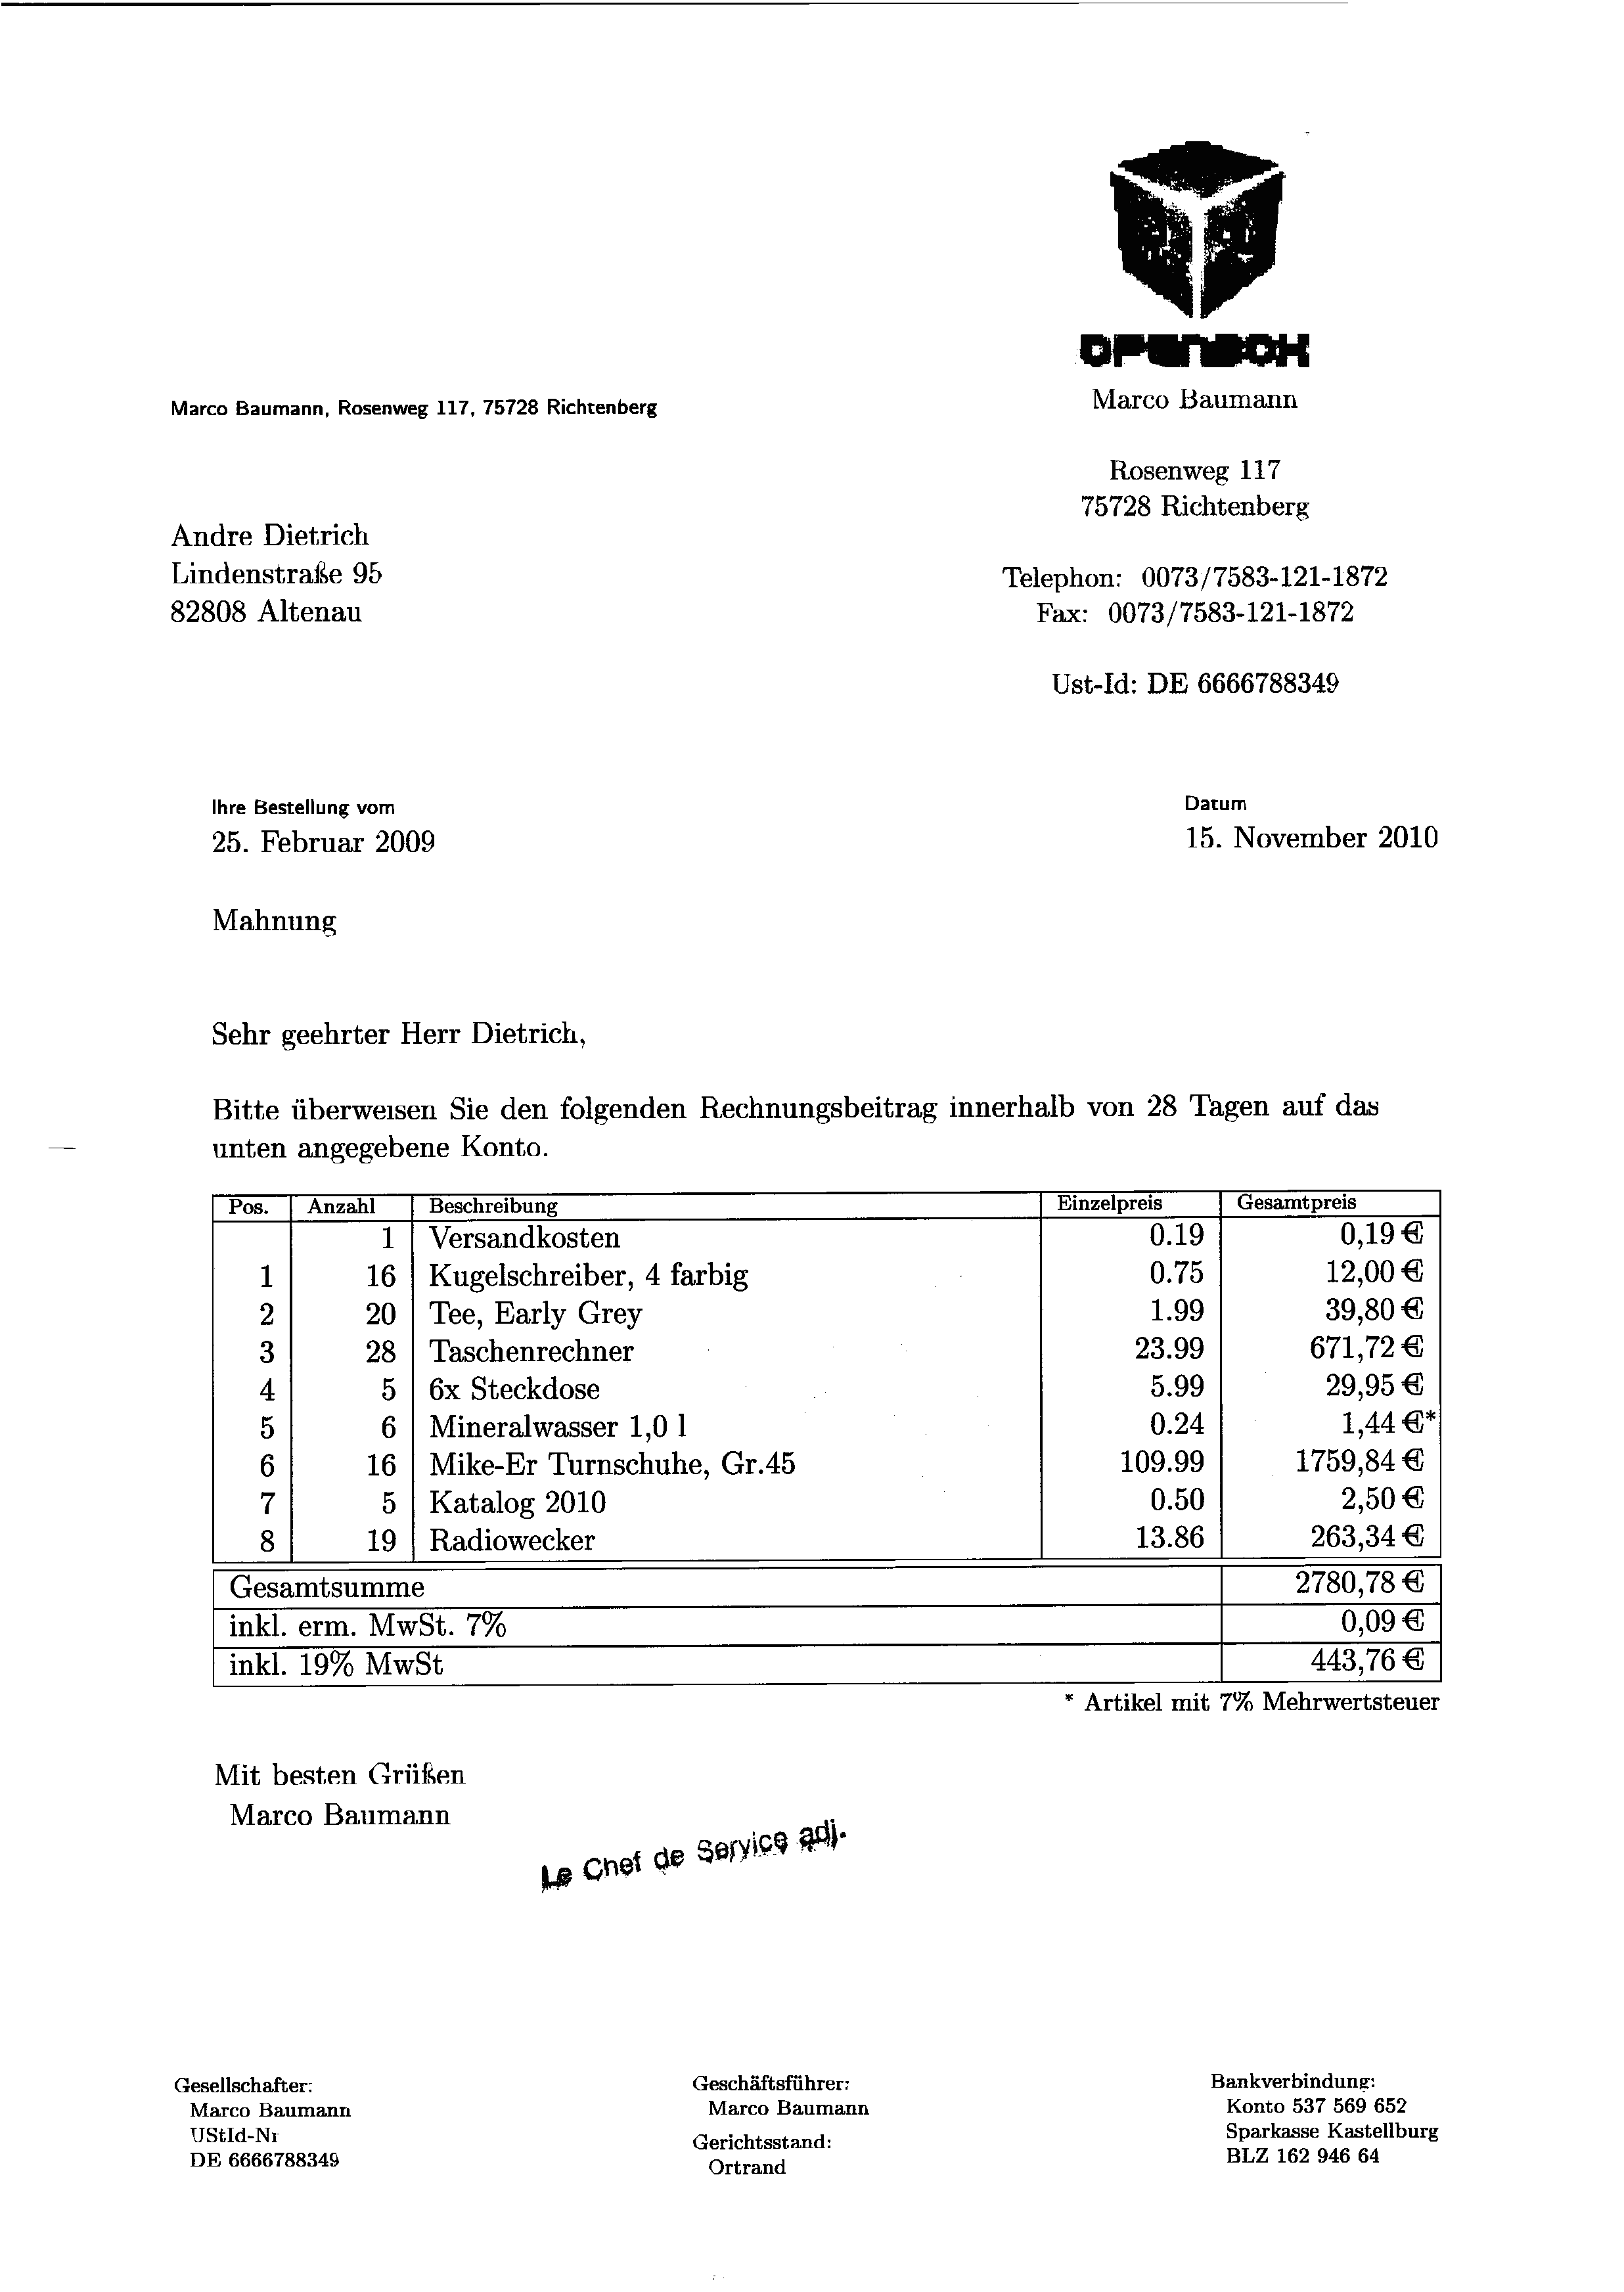 OPENBOX
Marco Baumann
Marco Baumann, Rosenweg 117, 75728 Richtenberg
Rosenweg 117
75728 Richtenberg
Andre Dietrich
Lindenstraße 95
82808 Altenau
Telephon: 0073/7583-121-1872
Fax: 0073/7583-121-1872
Ust-Id: DE 6666788349
Ihre Bestellung vom
25. Februar 2009
Datum
15. November 2010
Mahnung
Sehr geehrter Herr Dietrich,
Bitte überweisen Sie den folgenden Rechnungsbeitrag innerhalb von 28 Tagen auf das
unten angegebene Konto.
Pos. Anzahl Beschreibung Einzelpreis Gesamtpreis
1 Versandkosten 0.19 0,19 €
1 16 Kugelschreiber, 4 farbig 0.75 12,00 €
2 20 Tee, Early Grey 1.99 39,80 €
3 28 Taschenrechner 23.99 671,72 €
4 5 6x Steckdose 5.99 29,95 €
5 6 Mineralwasser 1,0 l 0.24 1,44 €*
6 16 Mike-Er Turnschuhe, Gr.45 109.99 1759,84 €
7 5 Katalog 2010 0.50 2,50 €
8 19 Radiowecker 13.86 263,34 €
Gesamtsumme 2780,78 €
inkl. erm. MwSt. 7% 0,09 €
inkl. 19% MwSt 443,76 €
* Artikel mit 7% Mehrwertsteuer
Mit besten Grüßen
Marco Baumann
Le Chef de Service adj.
Gesellschafter:
Marco Baumann
UStId-Nr
DE 6666788349
Geschäftsführer:
Marco Baumann
Gerichtsstand:
Ortrand
Bankverbindung:
Konto 537 569 652
Sparkasse Kastellburg
BLZ 162 946 64